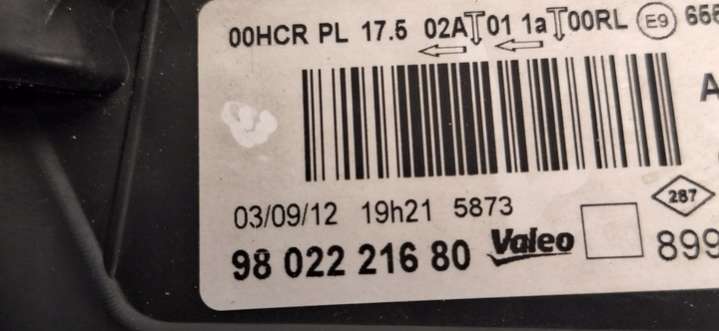 00HCR PL 17.5 02A 01 1a 00RL E9
A
03/09/12 19h21 5873
287
98 022 216 80 Valeo 899